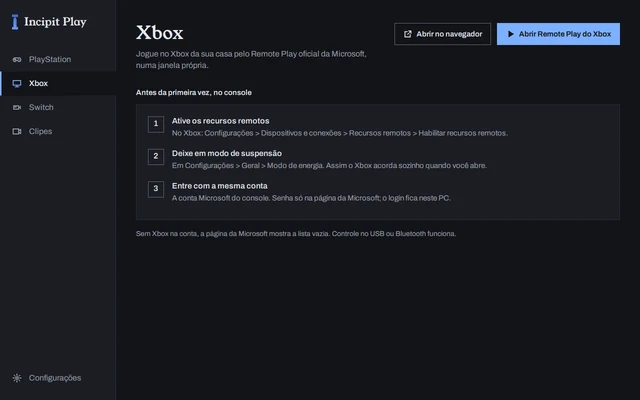 Incipit Play
PlayStation
Xbox
Switch
Clipes
Configurações
Xbox
Jogue no Xbox da sua casa pelo Remote Play oficial da Microsoft,
numa janela própria.
Abrir no navegador
Abrir Remote Play do Xbox
Antes da primeira vez, no console
1
Ative os recursos remotos
No Xbox: Configurações > Dispositivos e conexões > Recursos remotos > Habilitar recursos remotos.
2
Deixe em modo de suspensão
Em Configurações > Geral > Modo de energia. Assim o Xbox acorda sozinho quando você abre.
3
Entre com a mesma conta
A conta Microsoft do console. Senha só na página da Microsoft; o login fica neste PC.
Sem Xbox na conta, a página da Microsoft mostra a lista vazia. Controle no USB ou Bluetooth funciona.